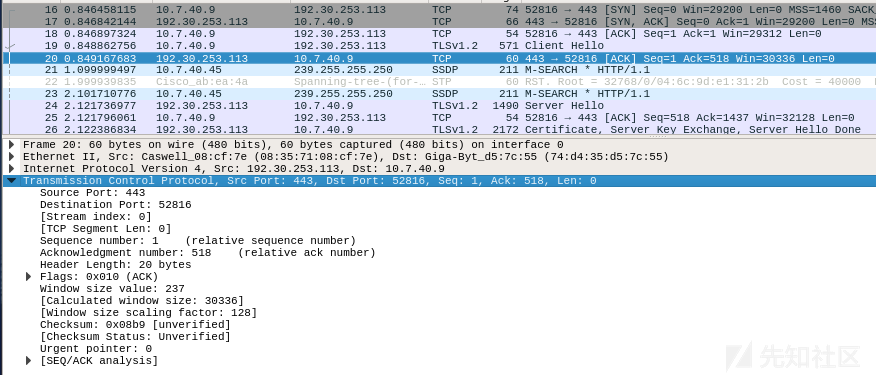 16 0.846458115 10.7.40.9 192.30.253.113 TCP 74 52816 → 443 [SYN] Seq=0 Win=29200 Len=0 MSS=1460 SACK_
17 0.846842144 192.30.253.113 10.7.40.9 TCP 66 443 → 52816 [SYN, ACK] Seq=0 Ack=1 Win=29200 Len=0 MSS
18 0.846897324 10.7.40.9 192.30.253.113 TCP 54 52816 → 443 [ACK] Seq=1 Ack=1 Win=29312 Len=0
19 0.848862756 10.7.40.9 192.30.253.113 TLSv1.2 571 Client Hello
20 0.849167683 192.30.253.113 10.7.40.9 TCP 60 443 → 52816 [ACK] Seq=1 Ack=518 Win=30336 Len=0
21 1.099999497 10.7.40.45 239.255.255.250 SSDP 211 M-SEARCH * HTTP/1.1
22 1.999939835 Cisco_ab:ea:4a Spanning-tree-(for-… STP 60 RST. Root = 32768/0/04:6c:9d:e1:31:2b Cost = 40000
23 2.101710776 10.7.40.45 239.255.255.250 SSDP 211 M-SEARCH * HTTP/1.1
24 2.121736977 192.30.253.113 10.7.40.9 TLSv1.2 1490 Server Hello
25 2.121796061 10.7.40.9 192.30.253.113 TCP 54 52816 → 443 [ACK] Seq=518 Ack=1437 Win=32128 Len=0
26 2.122386834 192.30.253.113 10.7.40.9 TLSv1.2 2172 Certificate, Server Key Exchange, Server Hello Done
Frame 20: 60 bytes on wire (480 bits), 60 bytes captured (480 bits) on interface 0
Ethernet II, Src: Caswell_08:cf:7e (08:35:71:08:cf:7e), Dst: Giga-Byt_d5:7c:55 (74:d4:35:d5:7c:55)
Internet Protocol Version 4, Src: 192.30.253.113, Dst: 10.7.40.9
Transmission Control Protocol, Src Port: 443, Dst Port: 52816, Seq: 1, Ack: 518, Len: 0
Source Port: 443
Destination Port: 52816
[Stream index: 0]
[TCP Segment Len: 0]
Sequence number: 1 (relative sequence number)
Acknowledgment number: 518 (relative ack number)
Header Length: 20 bytes
Flags: 0x010 (ACK)
Window size value: 237
[Calculated window size: 30336]
[Window size scaling factor: 128]
Checksum: 0x08b9 [unverified]
[Checksum Status: Unverified]
Urgent pointer: 0
[SEQ/ACK analysis]
先知社区